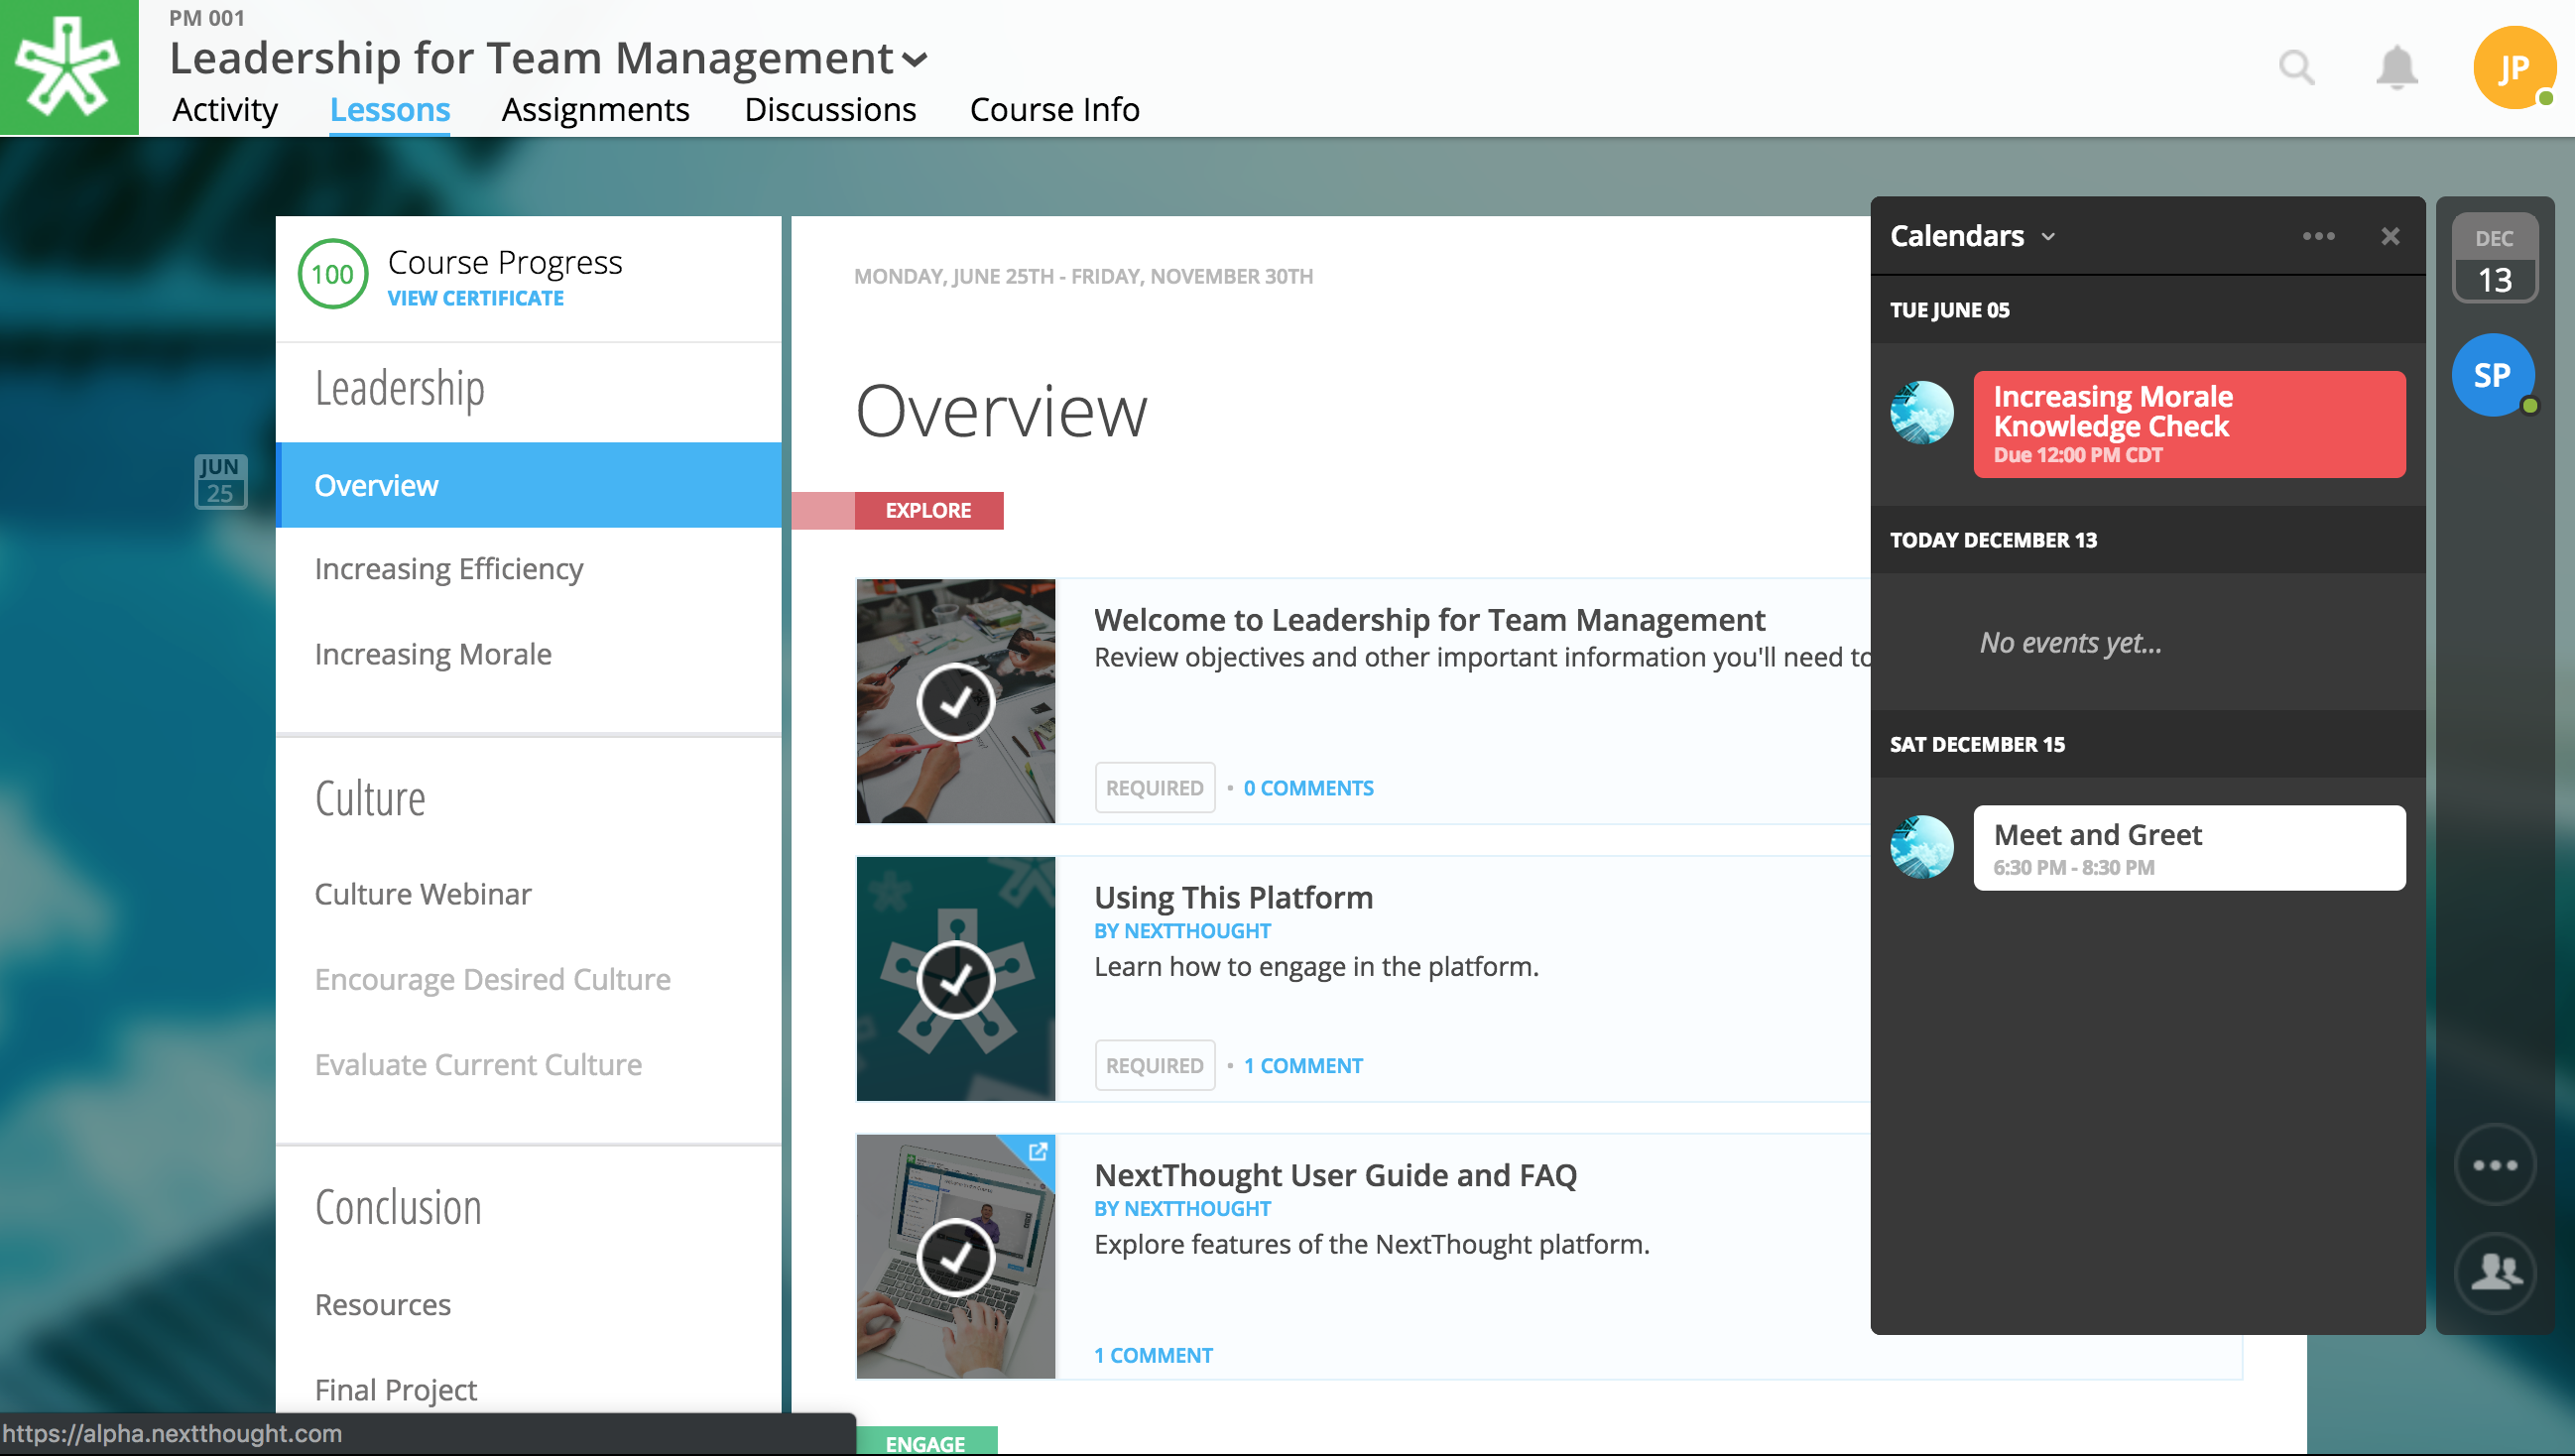 PM 001
Leadership for Team Management
Activity
Lessons
Assignments
Discussions
Course Info
JP
100
Course Progress
VIEW CERTIFICATE
Leadership
JUN
25
Overview
Increasing Efficiency
Increasing Morale
Culture
Culture Webinar
Encourage Desired Culture
Evaluate Current Culture
Conclusion
Resources
Final Project
https://alpha.nextthought.com
MONDAY, JUNE 25TH - FRIDAY, NOVEMBER 30TH
Overview
EXPLORE
Welcome to Leadership for Team Management
Review objectives and other important information you'll need to
REQUIRED • 0 COMMENTS
Using This Platform
BY NEXTTHOUGHT
Learn how to engage in the platform.
REQUIRED • 1 COMMENT
NextThought User Guide and FAQ
BY NEXTTHOUGHT
Explore features of the NextThought platform.
1 COMMENT
ENGAGE
Calendars
TUE JUNE 05
Increasing Morale
Knowledge Check
Due 12:00 PM CDT
TODAY DECEMBER 13
No events yet...
SAT DECEMBER 15
Meet and Greet
6:30 PM - 8:30 PM
DEC
13
SP